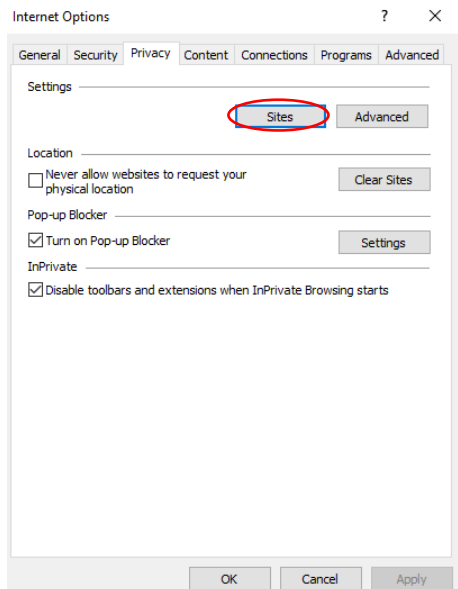 Internet Options ?
General Security Privacy Content Connections Programs Advanced
Settings
Sites Advanced
Location
Never allow websites to request your
physical location
Clear Sites
Pop-up Blocker
Turn on Pop-up Blocker Settings
InPrivate
Disable toolbars and extensions when InPrivate Browsing starts
OK Cancel Apply